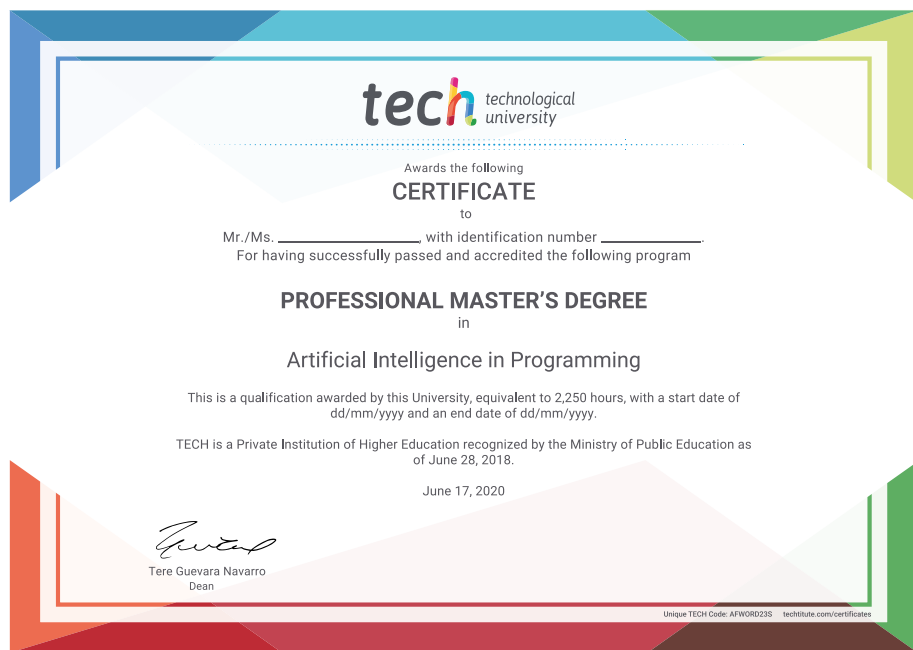 tech technological
university
Awards the following
CERTIFICATE
to
Mr./Ms. ____________________, with identification number ______________.
For having successfully passed and accredited the following program
PROFESSIONAL MASTER'S DEGREE
in
Artificial Intelligence in Programming
This is a qualification awarded by this University, equivalent to 2,250 hours, with a start date of
dd/mm/yyyy and an end date of dd/mm/yyyy.
TECH is a Private Institution of Higher Education recognized by the Ministry of Public Education as
of June 28, 2018.
June 17, 2020
Tere Guevara Navarro
Dean
Unique TECH Code: AFWORD23S techtitute.com/certificates